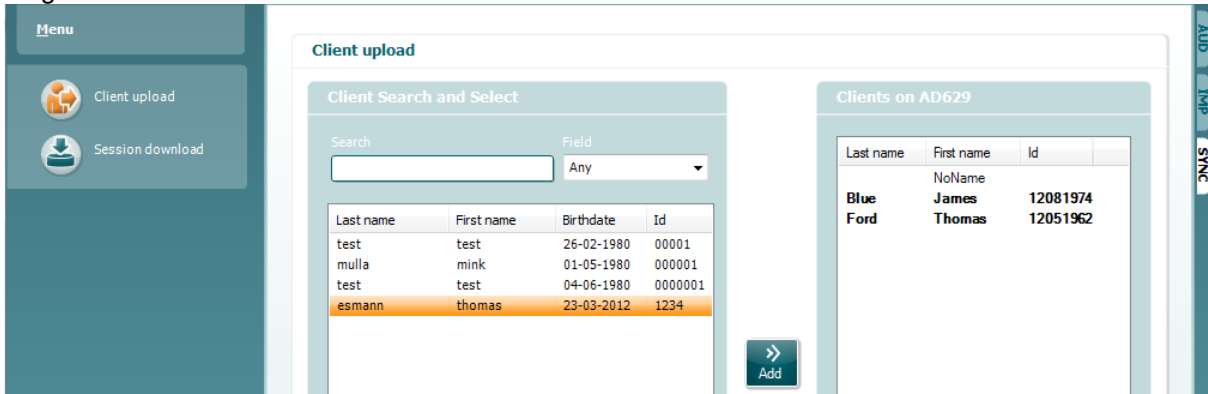 Menu
Client upload
Session download
Client upload
Client Search and Select
Search Field
Any
Last name First name Birthdate Id
test test 26-02-1980 00001
mulla mink 01-05-1980 000001
test test 04-06-1980 0000001
esmann thomas 23-03-2012 1234
Add
Clients on AD629
Last name First name Id
NoName
Blue James 12081974
Ford Thomas 12051962
AUD
IMP
SYNC